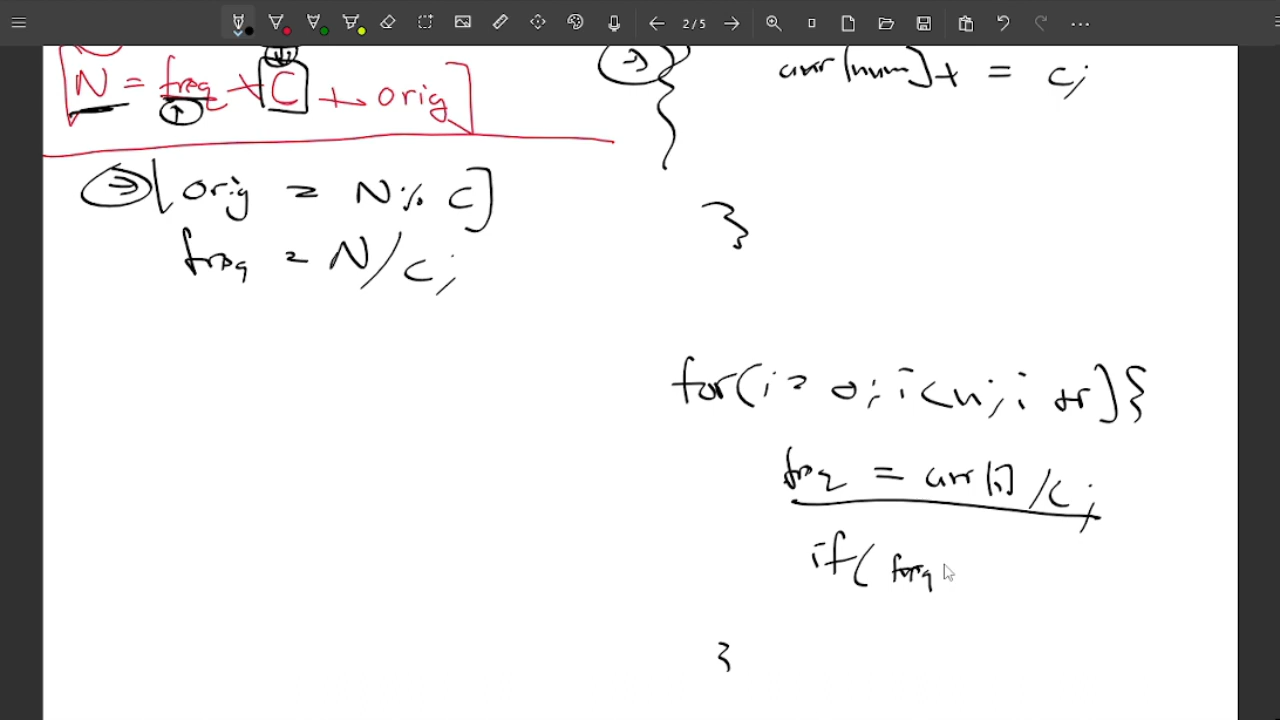 2/5
N = freq * C + orig]
arr[num] + = c;
[orig = N % C]
freq = N/c;
}
for(i = 0; i<n; i++){
freq = arr[i]/c;
if( freq
}